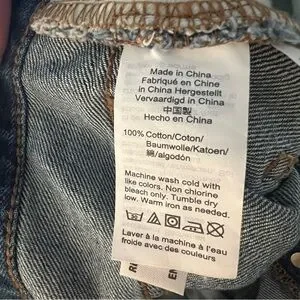 Made in China
Fabriqué en Chine
in China Hergestellt
Vervaardigd in China
中国製
Hecho en China
100% Cotton/Coton/
Baumwolle/Katoen/
綿/algodón
Machine wash cold with
like colors. Non chlorine
bleach only. Tumble dry
low. Warm iron as needed.
Laver à la machine à l'eau
froide avec des couleurs